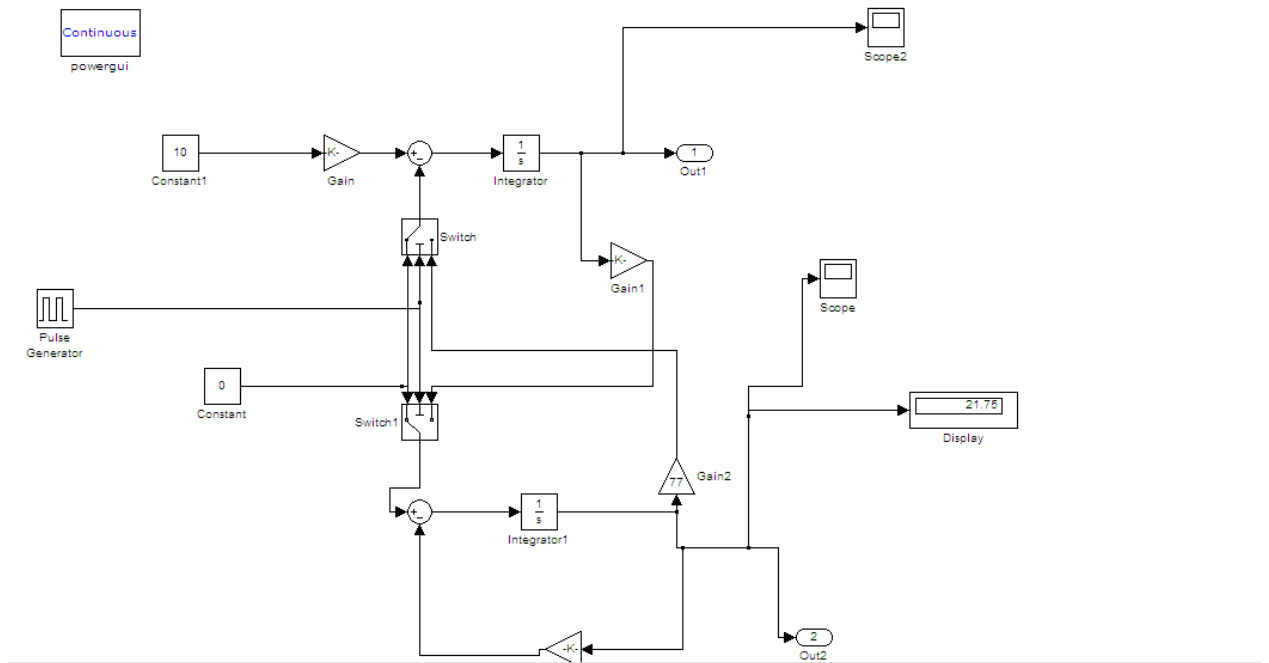 Continuous
powergui
Scope2
10
Constant1
-K-
Gain
+
-
1
s
Integrator
1
Out1
Switch
-K-
Gain1
Scope
Pulse
Generator
0
Constant
Switch1
21.75
Display
77
Gain2
+
-
1
s
Integrator1
-K-
2
Out2